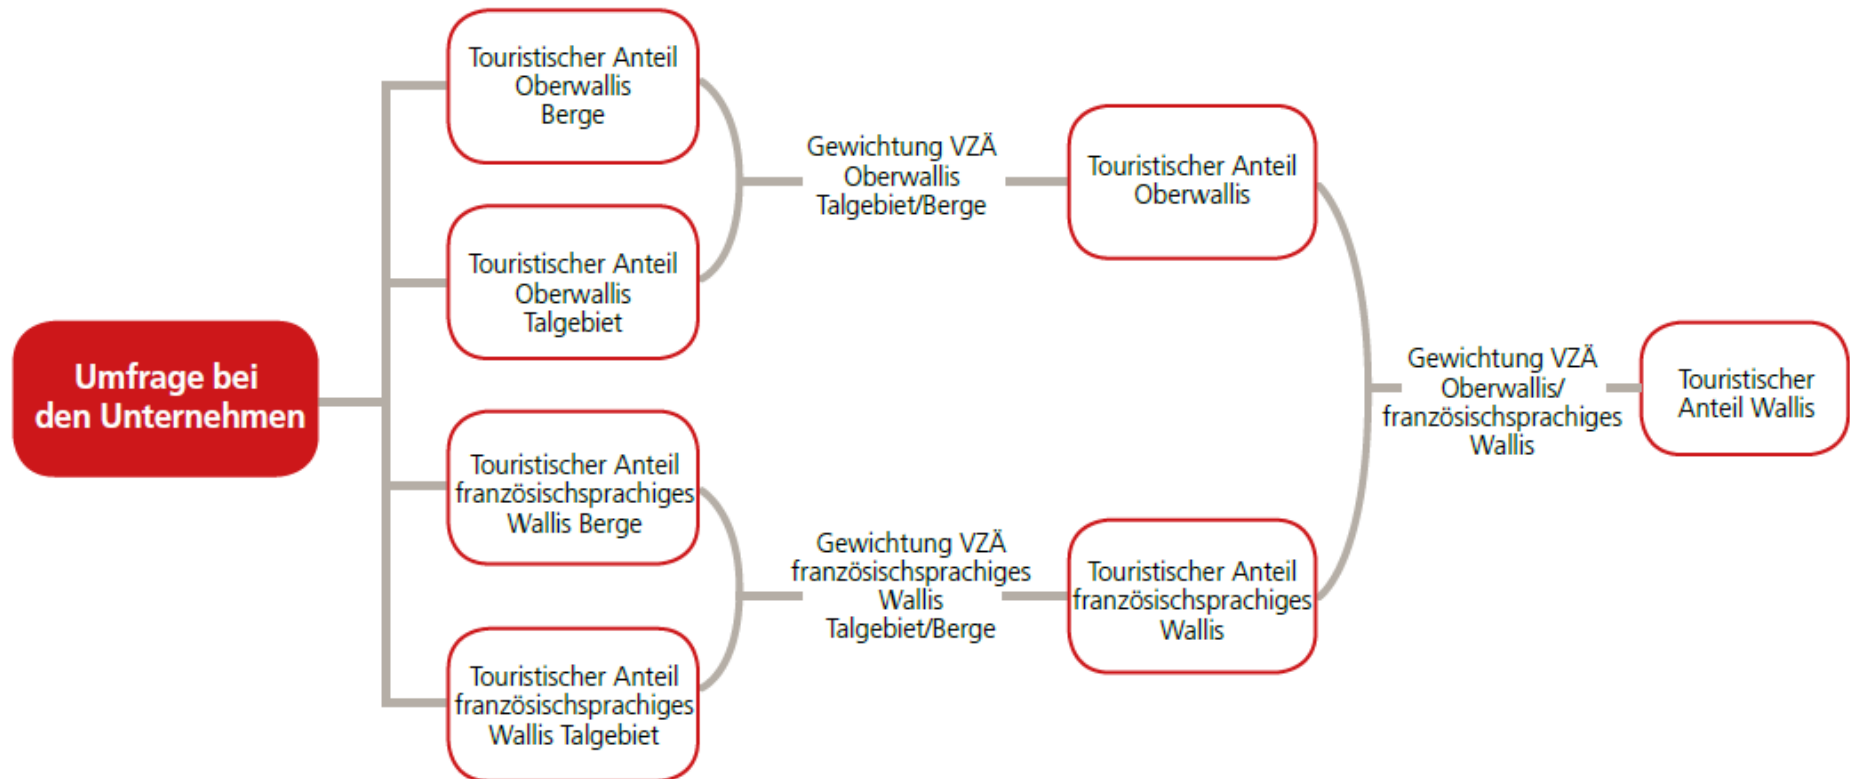 Umfrage bei
den Unternehmen
Touristischer Anteil
Oberwallis
Berge
Touristischer Anteil
Oberwallis
Talgebiet
Touristischer Anteil
französischsprachiges
Wallis Berge
Touristischer Anteil
französischsprachiges
Wallis Talgebiet
Gewichtung VZÄ
Oberwallis
Talgebiet/Berge
Gewichtung VZÄ
französischsprachiges
Wallis
Talgebiet/Berge
Touristischer Anteil
Oberwallis
Touristischer Anteil
französischsprachiges
Wallis
Gewichtung VZÄ
Oberwallis/
französischsprachiges
Wallis
Touristischer
Anteil Wallis